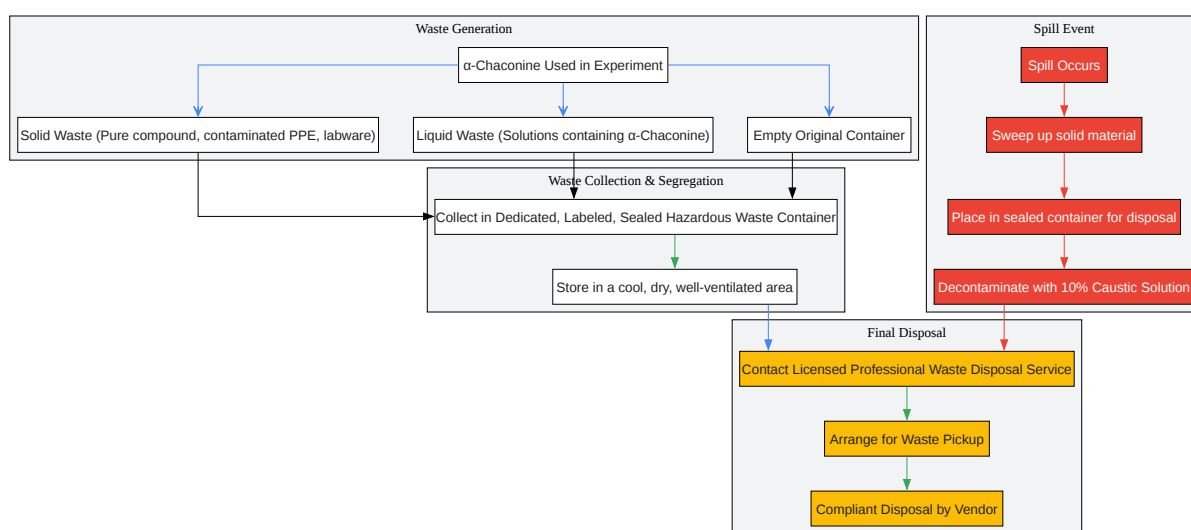 Waste Generation
α-Chaconine Used in Experiment
Solid Waste (Pure compound, contaminated PPE, labware)
Liquid Waste (Solutions containing α-Chaconine)
Empty Original Container
Waste Collection & Segregation
Collect in Dedicated, Labeled, Sealed Hazardous Waste Container
Store in a cool, dry, well-ventilated area
Spill Event
Spill Occurs
Sweep up solid material
Place in sealed container for disposal
Decontaminate with 10% Caustic Solution
Final Disposal
Contact Licensed Professional Waste Disposal Service
Arrange for Waste Pickup
Compliant Disposal by Vendor